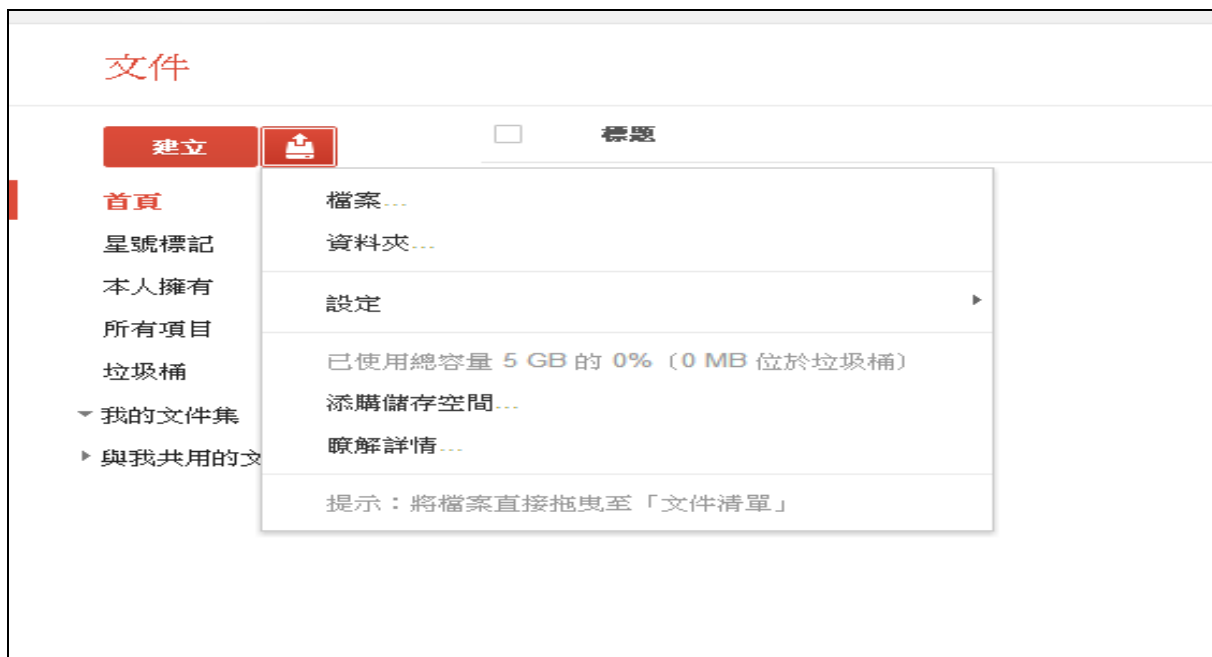 文件
建立
標題
首頁
星號標記
本人擁有
所有項目
垃圾桶
我的文件集
與我共用的文
檔案...
資料夾...
設定
已使用總容量 5 GB 的 0%（0 MB 位於垃圾桶）
添購儲存空間...
瞭解詳情...
提示：將檔案直接拖曳至「文件清單」